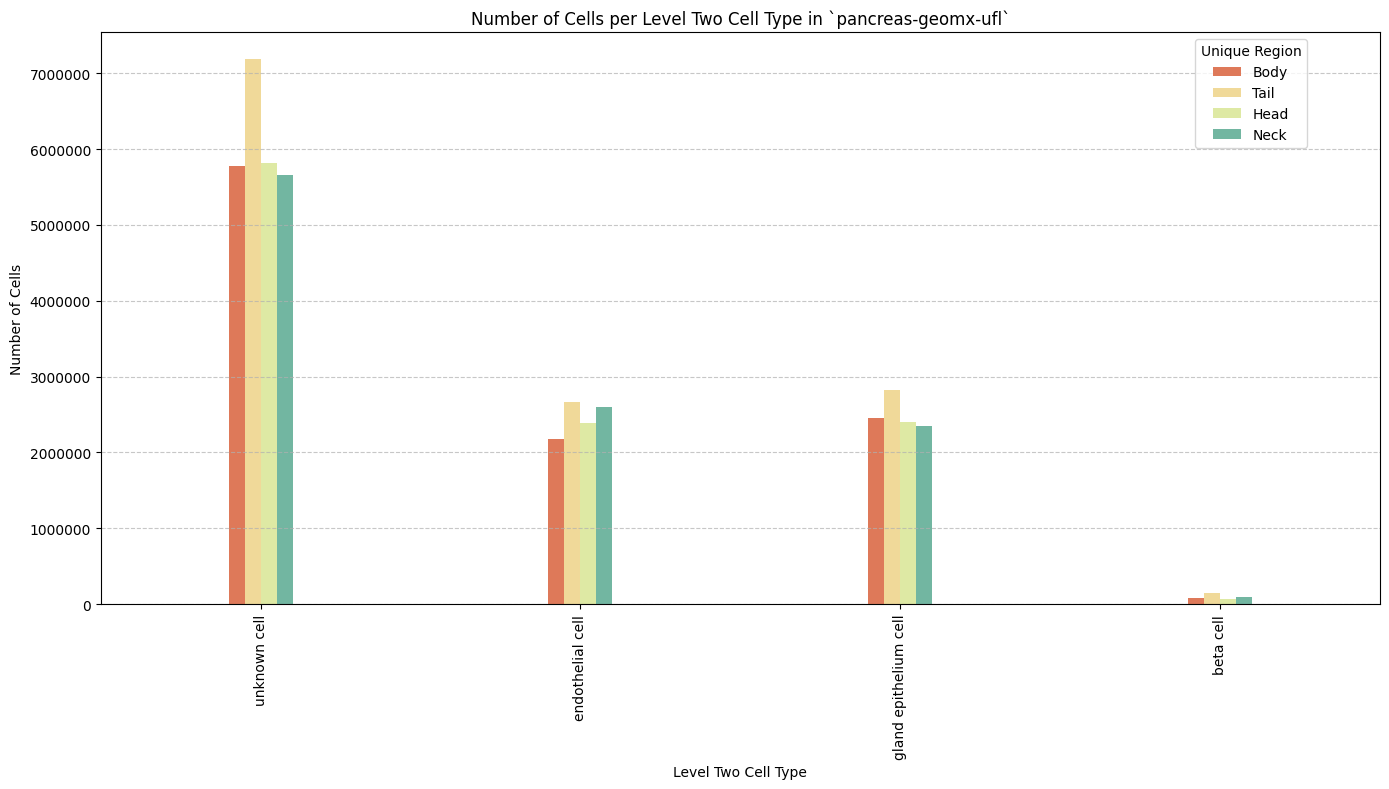 Number of Cells per Level Two Cell Type in `pancreas-geomx-ufl`
Unique Region
Body
Tail
Head
Neck
Number of Cells
7000000
6000000
5000000
4000000
3000000
2000000
1000000
0
unknown cell
endothelial cell
gland epithelium cell
beta cell
Level Two Cell Type